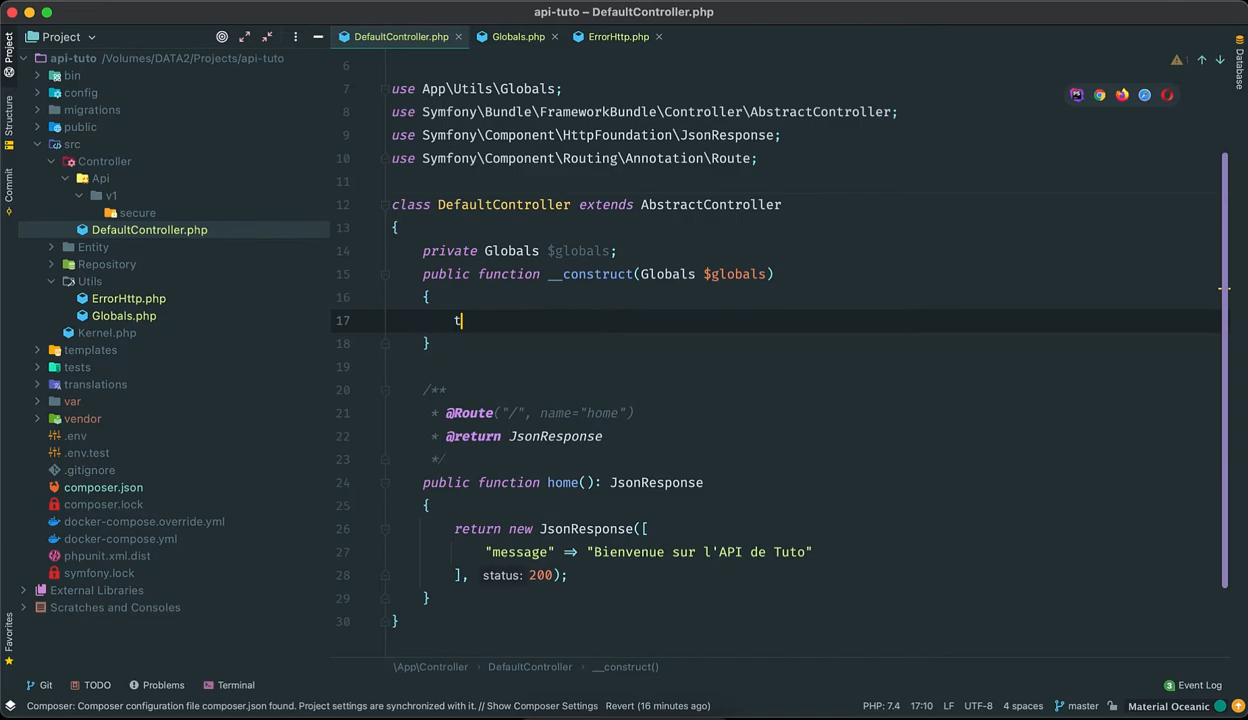 api-tuto – DefaultController.php
Project
DefaultController.php
Globals.php
ErrorHttp.php
Project
Structure
Commit
Favorites
Database
api-tuto /Volumes/DATA2/Projects/api-tuto
bin
config
migrations
public
src
Controller
Api
v1
secure
DefaultController.php
Entity
Repository
Utils
ErrorHttp.php
Globals.php
Kernel.php
templates
tests
translations
var
vendor
.env
.env.test
.gitignore
composer.json
composer.lock
docker-compose.override.yml
docker-compose.yml
phpunit.xml.dist
symfony.lock
External Libraries
Scratches and Consoles
6
7 use App\Utils\Globals;
8 use Symfony\Bundle\FrameworkBundle\Controller\AbstractController;
9 use Symfony\Component\HttpFoundation\JsonResponse;
10 use Symfony\Component\Routing\Annotation\Route;
11
12 class DefaultController extends AbstractController
13 {
14 private Globals $globals;
15 public function __construct(Globals $globals)
16 {
17 t
18 }
19
20 /**
21 * @Route("/", name="home")
22 * @return JsonResponse
23 */
24 public function home(): JsonResponse
25 {
26 return new JsonResponse([
27 "message" => "Bienvenue sur l'API de Tuto"
28 ], status: 200);
29 }
30 }
\App\Controller DefaultController __construct()
Git TODO Problems Terminal 3 Event Log
Composer: Composer configuration file composer.json found. Project settings are synchronized with it. // Show Composer Settings Revert (16 minutes ago) PHP: 7.4 17:10 LF UTF-8 4 spaces master Material Oceanic